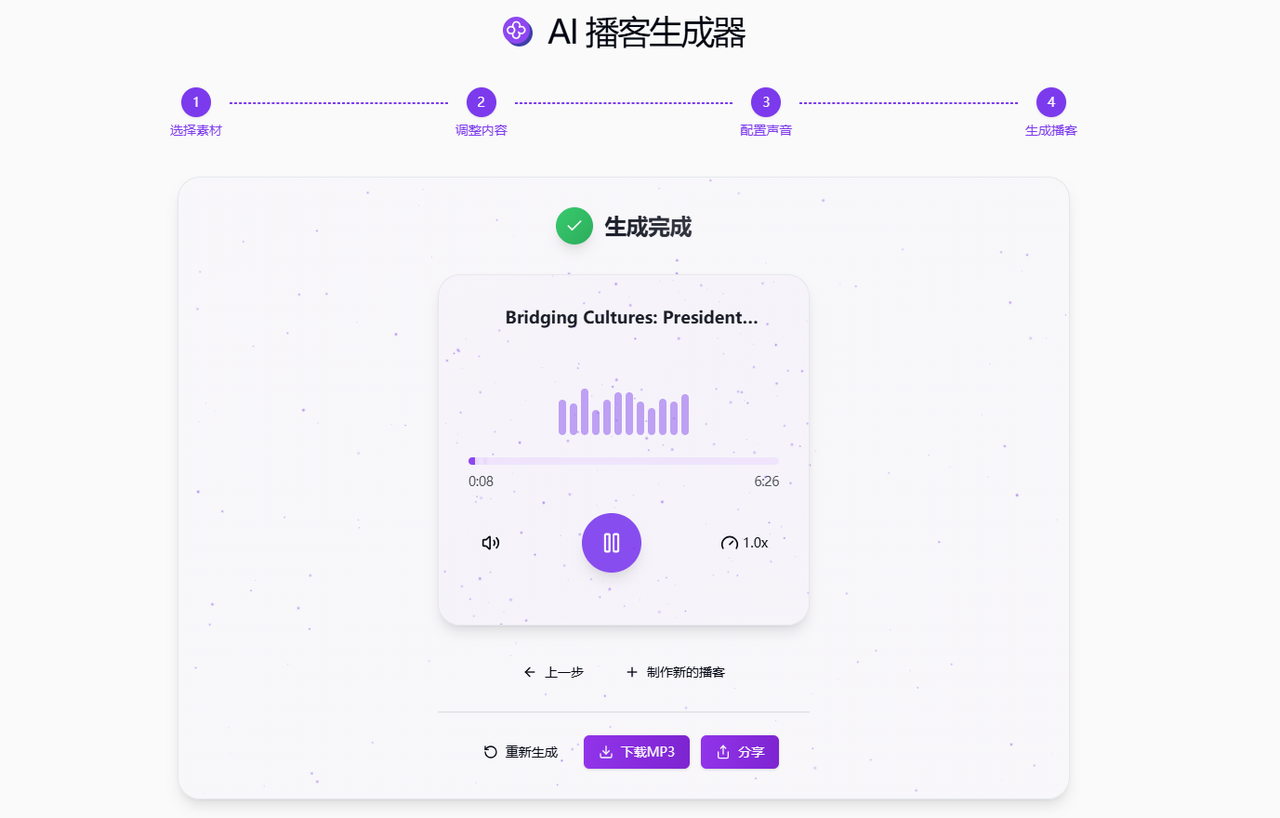 AI 播客生成器
1
2
3
4
选择素材
调整内容
配置声音
生成播客
生成完成
Bridging Cultures: President...
0:08
6:26
1.0x
上一步
制作新的播客
重新生成
下载MP3
分享